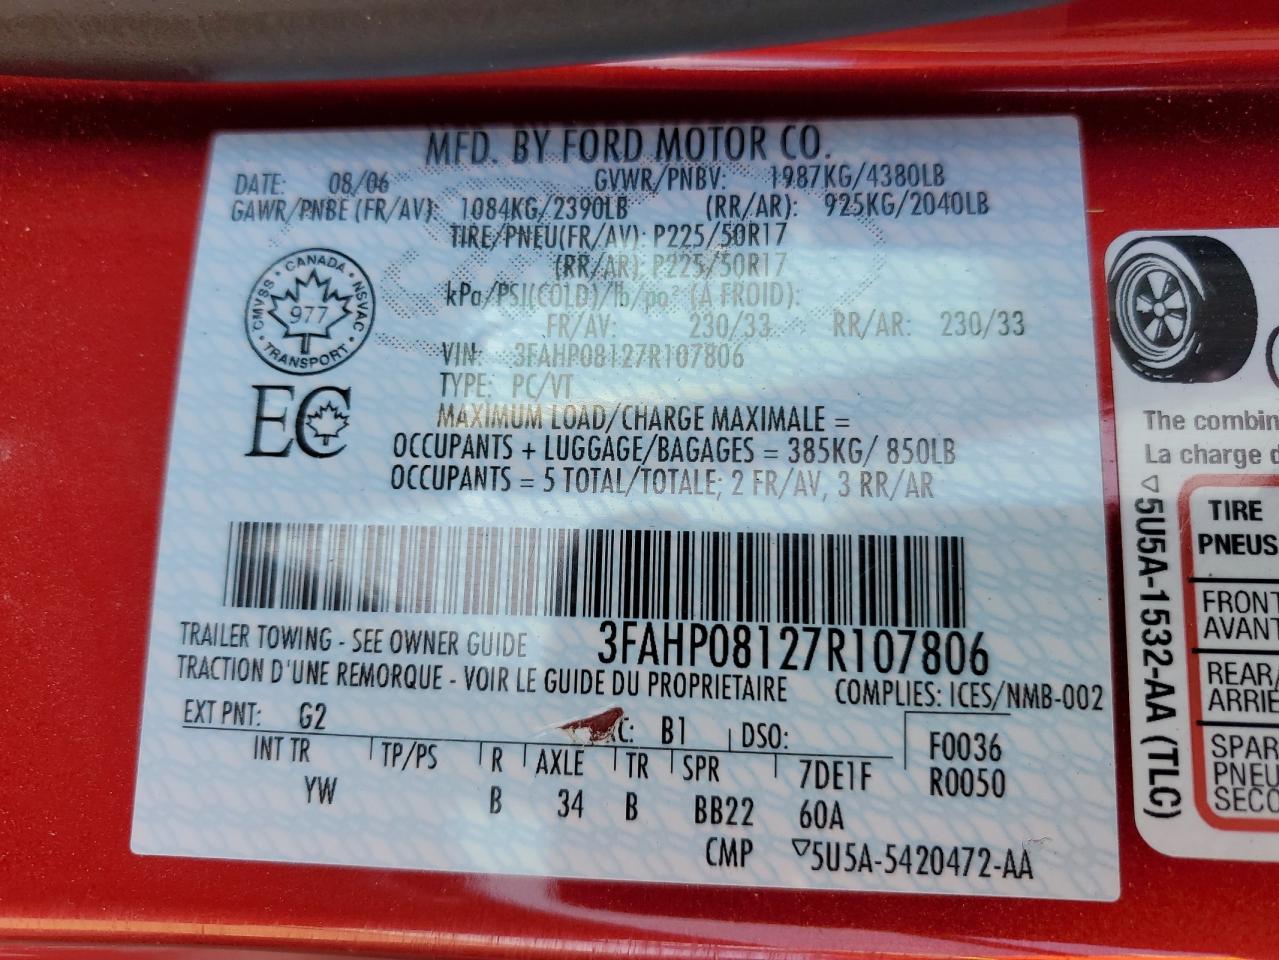 MFD. BY FORD MOTOR CO.
DATE: 08/06 GVWR/PNBV: 1987KG/4380LB
GAWR/PNBE (FR/AV): 1084KG/2390LB (RR/AR): 925KG/2040LB
TIRE/PNEU(FR/AV): P225/50R17
(RR/AR): P225/50R17
kPa/PSI(COLD)/lb/po² (A FROID):
FR/AV: 230/33 RR/AR: 230/33
VIN: 3FAHP08127R107806
TYPE: PC/VT
MAXIMUM LOAD/CHARGE MAXIMALE =
OCCUPANTS + LUGGAGE/BAGAGES = 385KG/ 850LB
OCCUPANTS = 5 TOTAL/TOTALE; 2 FR/AV, 3 RR/AR
CANADA
CMVSS NSVAC
977
TRANSPORT
EC
3FAHP08127R107806
TRAILER TOWING - SEE OWNER GUIDE
TRACTION D'UNE REMORQUE - VOIR LE GUIDE DU PROPRIETAIRE
COMPLIES: ICES/NMB-002
EXT PNT: G2 C: B1 DSO: F0036
INT TR TP/PS R AXLE TR SPR 7DE1F R0050
YW B 34 B BB22 60A
CMP ▽5U5A-5420472-AA
The combin
La charge d
▽5U5A-1532-AA (TLC)
TIRE
PNEUS
FRONT
AVANT
REAR/
ARRIÈ
SPAR
PNEU
SECO